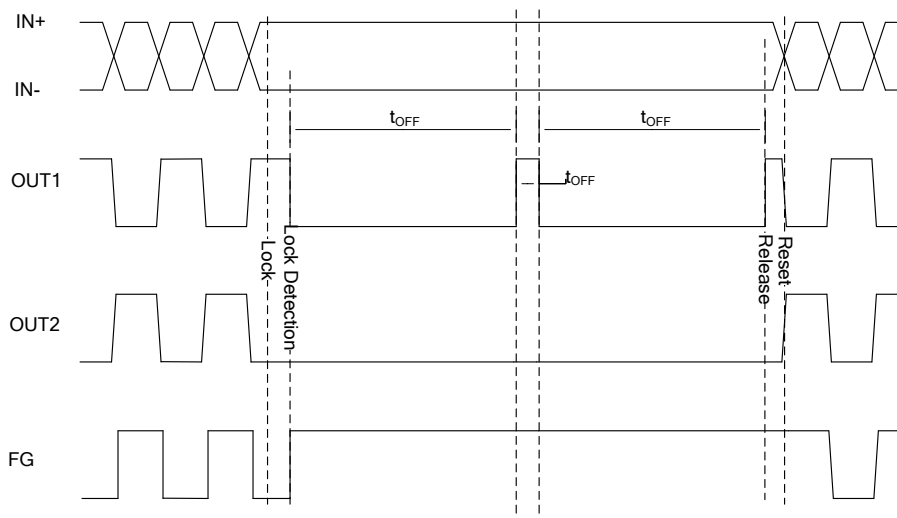 IN+
IN-
tOFF
tOFF
OUT1
tOFF
Lock
Lock Detection
Release
Reset
OUT2
FG